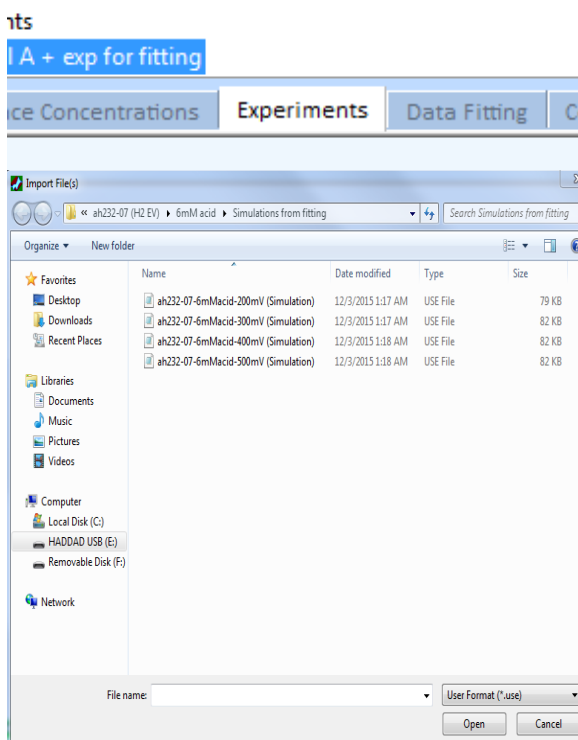 nts
l A + exp for fitting
ce Concentrations Experiments Data Fitting C
Import File(s)
« ah232-07 (H2 EV) 6mM acid Simulations from fitting Search Simulations from fitting
Organize New folder
Name Date modified Type Size
Favorites
Desktop
Downloads
Recent Places
Libraries
Documents
Music
Pictures
Videos
Computer
Local Disk (C:)
HADDAD USB (E:)
Removable Disk (F:)
Network
ah232-07-6mMacid-200mV (Simulation) 12/3/2015 1:17 AM USE File 79 KB
ah232-07-6mMacid-300mV (Simulation) 12/3/2015 1:17 AM USE File 82 KB
ah232-07-6mMacid-400mV (Simulation) 12/3/2015 1:18 AM USE File 82 KB
ah232-07-6mMacid-500mV (Simulation) 12/3/2015 1:18 AM USE File 82 KB
File name: User Format (*.use)
Open Cancel